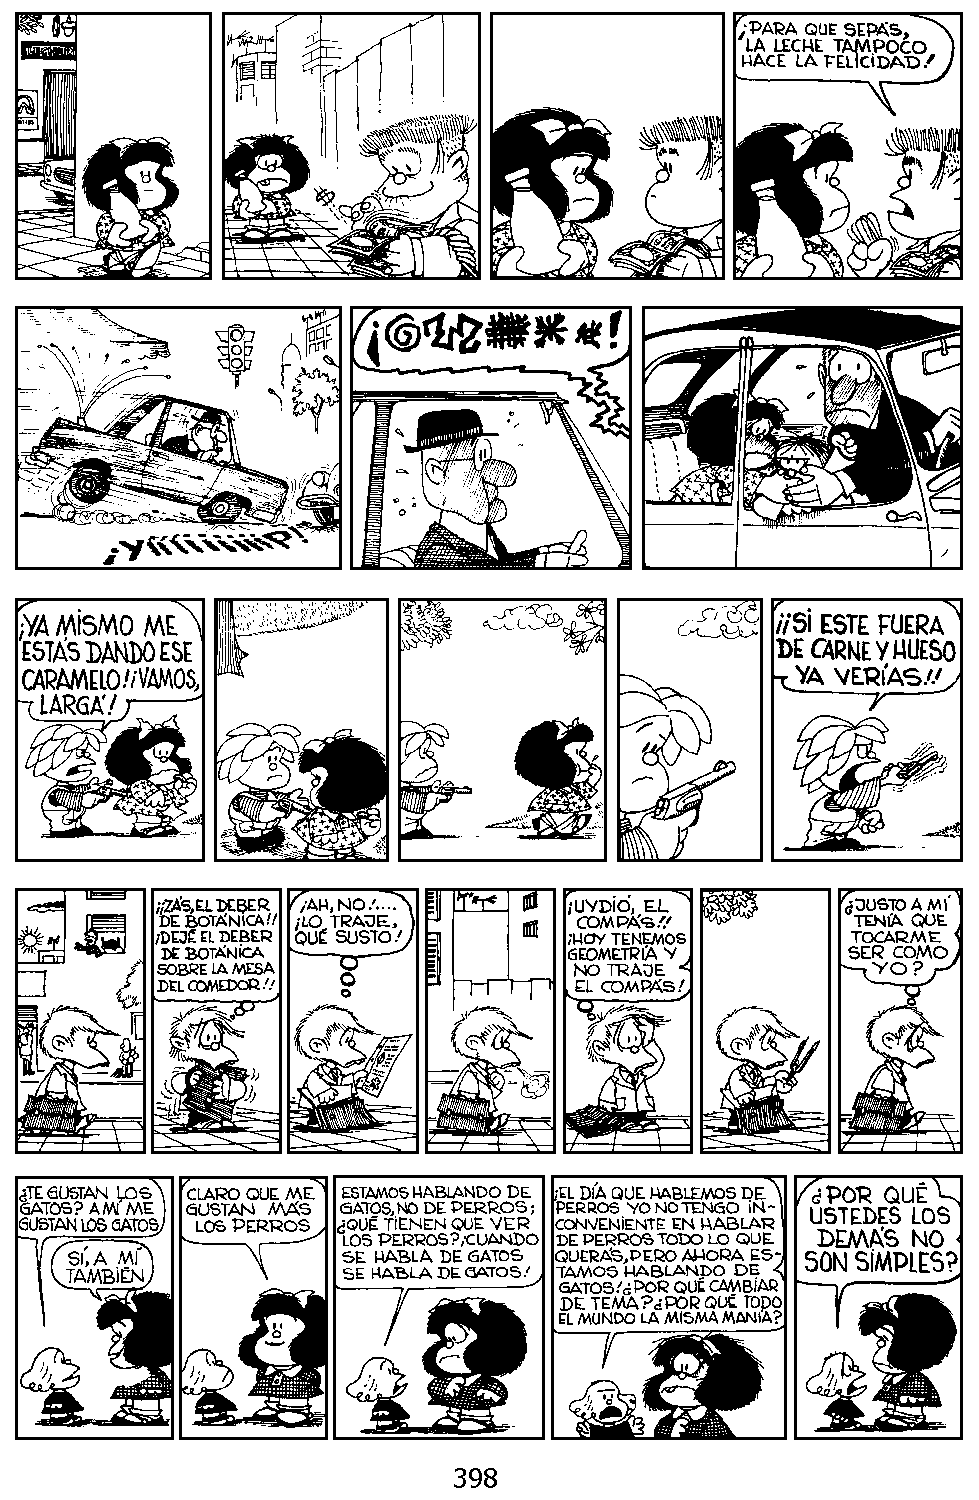 ¡PARA QUE SEPÁS,
LA LECHE TAMPOCO
HACE LA FELICIDAD!
¡Yíííííííííip!
¡YA MISMO ME
ESTÁS DANDO ESE
CARAMELO! ¡VAMOS,
LARGÁ!
¡¡SI ESTE FUERA
DE CARNE Y HUESO
YA VERÍAS!!
¡¡ZÁS, EL DEBER
DE BOTÁNICA!!
¡DEJÉ EL DEBER
DE BOTÁNICA
SOBRE LA MESA
DEL COMEDOR!!
¡AH, NO!....
¡LO TRAJE,
QUÉ SUSTO!
¡UYDIÓ, EL
COMPÁS!!
¡HOY TENEMOS
GEOMETRÍA Y
NO TRAJE
EL COMPÁS!
¿JUSTO A MÍ
TENÍA QUE
TOCARME
SER COMO
YO?
¿TE GUSTAN LOS
GATOS? A MÍ ME
GUSTAN LOS GATOS
SÍ, A MÍ
TAMBIÉN
CLARO QUE ME
GUSTAN MÁS
LOS PERROS
ESTAMOS HABLANDO DE
GATOS, NO DE PERROS;
¿QUÉ TIENEN QUE VER
LOS PERROS? ¡CUANDO
SE HABLA DE GATOS
SE HABLA DE GATOS!
¡EL DÍA QUE HABLEMOS DE
PERROS YO NO TENGO IN-
CONVENIENTE EN HABLAR
DE PERROS TODO LO QUE
QUERÁS, PERO AHORA ES-
TAMOS HABLANDO DE
GATOS! ¿POR QUÉ CAMBIAR
DE TEMA? ¿POR QUÉ TODO
EL MUNDO LA MISMA MANÍA?
¿POR QUÉ
USTEDES LOS
DEMÁS NO
SON SIMPLES?
398